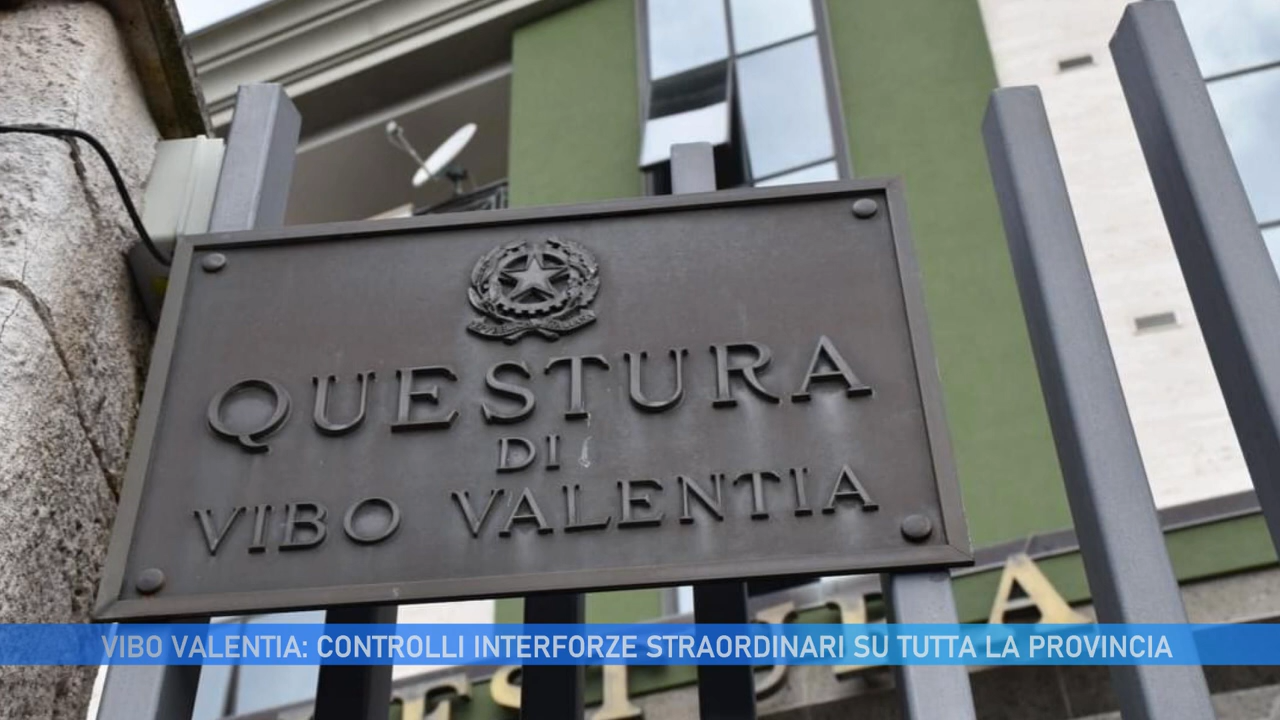 QUESTURA
DI
VIBO VALENTIA
VIBO VALENTIA: CONTROLLI INTERFORZE STRAORDINARI SU TUTTA LA PROVINCIA